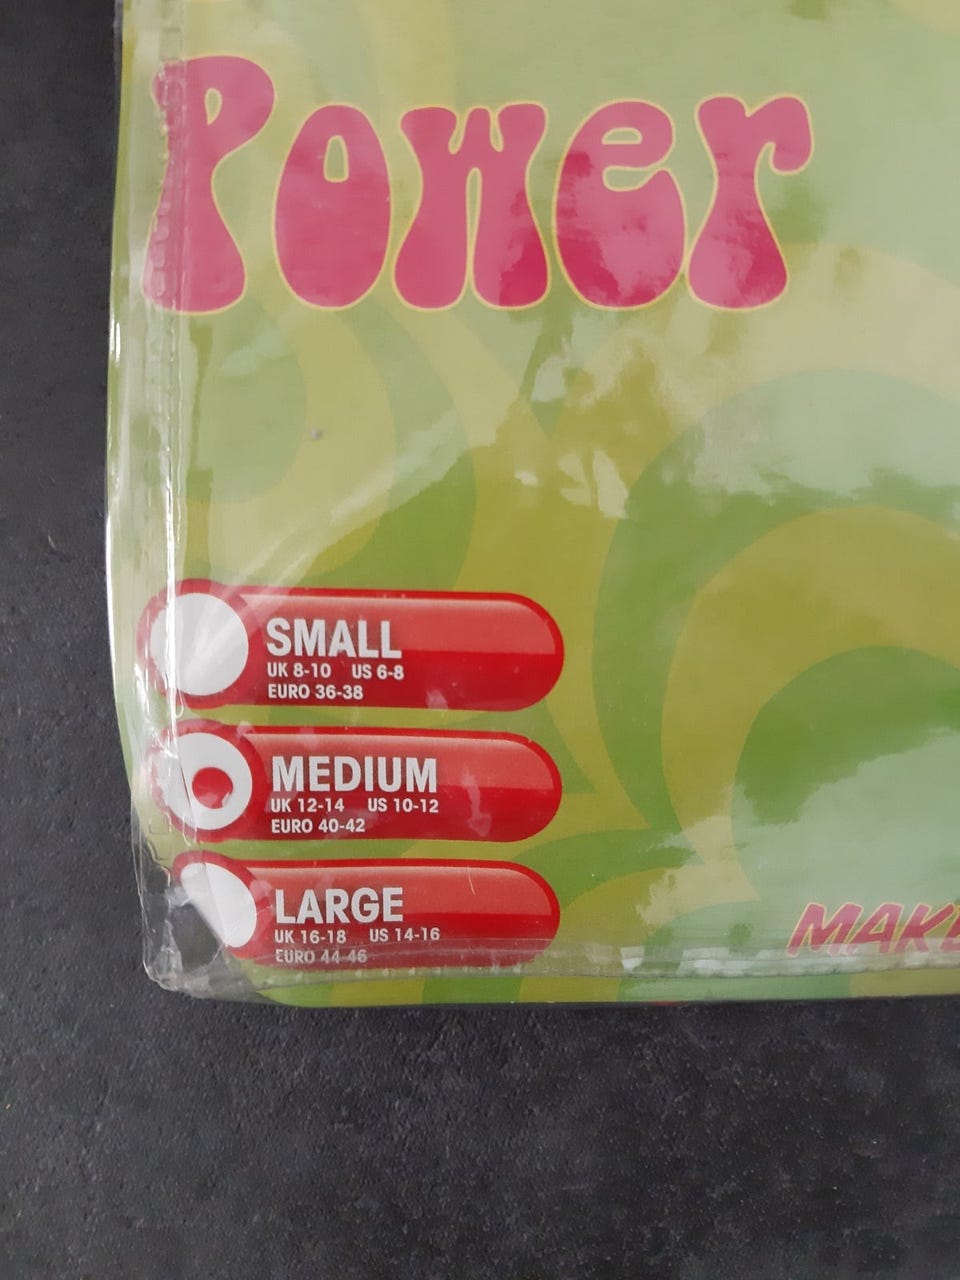 Power
SMALL
UK 8-10 US 6-8
EURO 36-38
MEDIUM
UK 12-14 US 10-12
EURO 40-42
LARGE
UK 16-18 US 14-16
EURO 44-46
MAKE